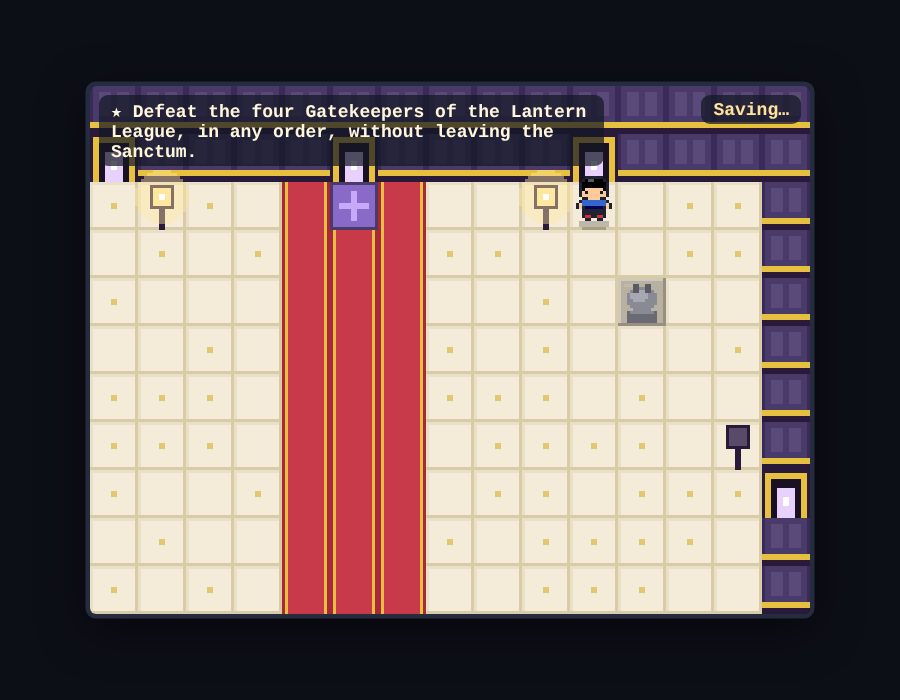 ★ Defeat the four Gatekeepers of the Lantern
League, in any order, without leaving the
Sanctum.
Saving…